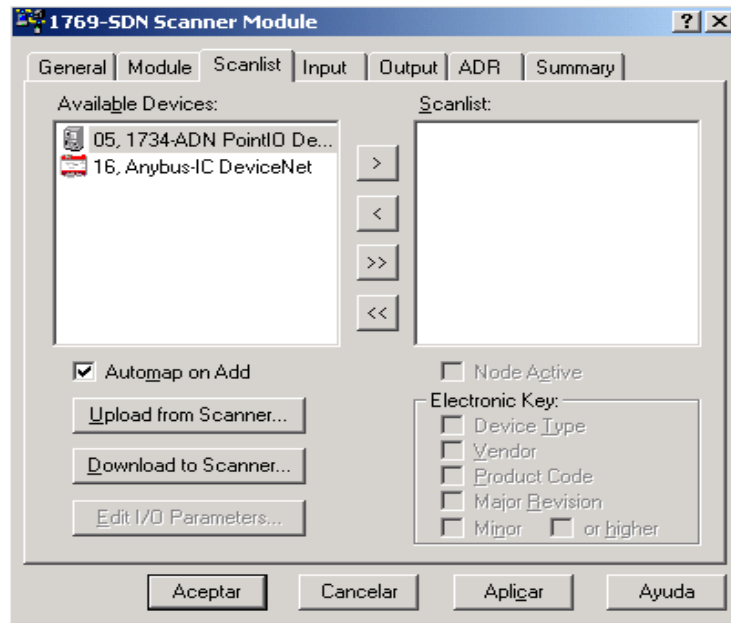 1769-SDN Scanner Module
? ×
General Module Scanlist Input Output ADR Summary
Available Devices:
Scanlist:
05, 1734-ADN PointIO De...
16, Anybus-IC DeviceNet
>
<
>>
<<
Automap on Add
Node Active
Upload from Scanner...
Electronic Key:
Device Type
Vendor
Download to Scanner...
Product Code
Major Revision
Edit I/O Parameters...
Minor or higher
Aceptar Cancelar Aplicar Ayuda